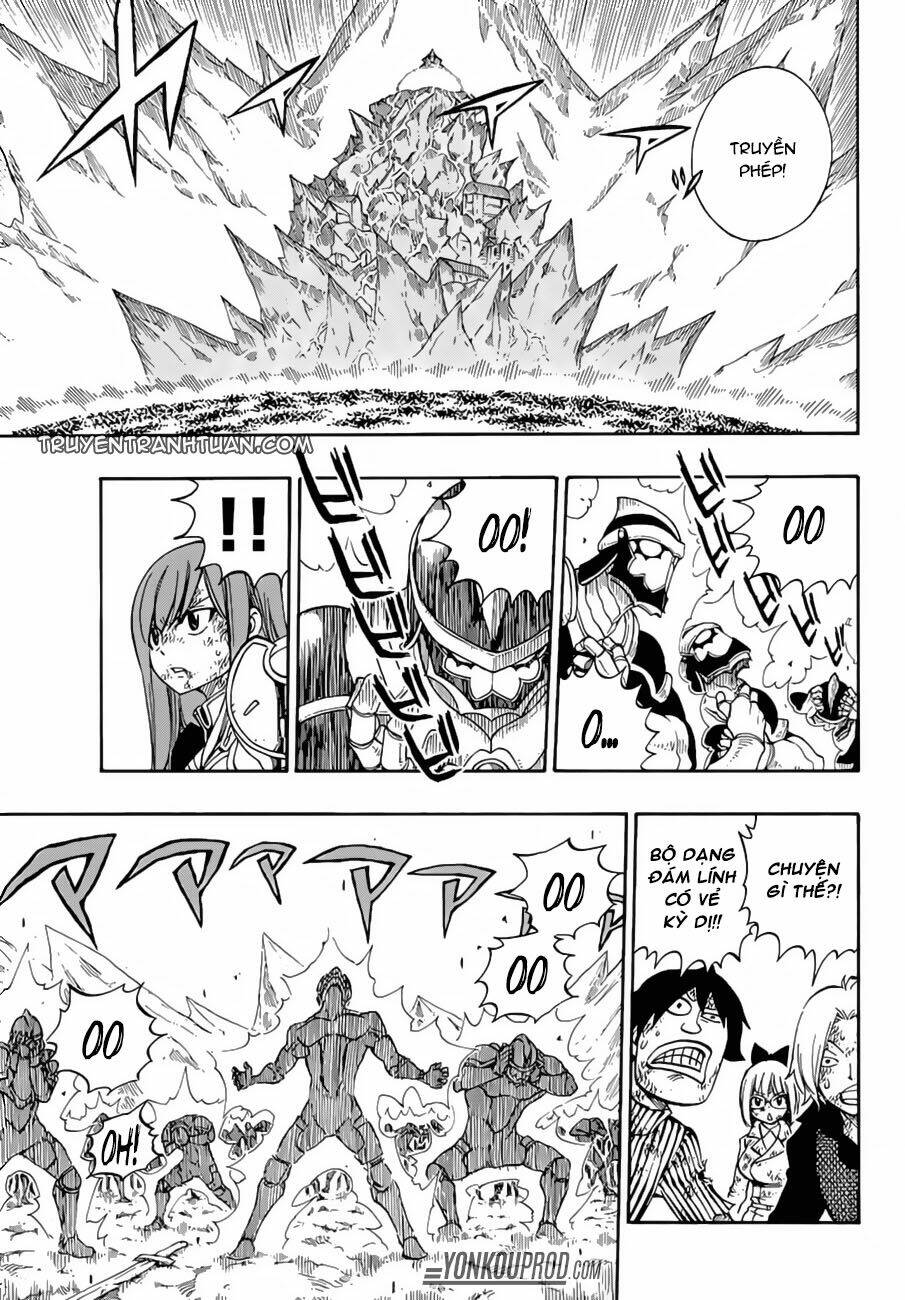 TRUYỀN
PHÉP!
TRUYENTRANHTUAN.COM
OO
O...
OO!
!!
CHUYỆN
GÌ THẾ?!
BỘ DẠNG
ĐÁM LÍNH
CÓ VẺ
KỲ DỊ!!!
OO
OO
OO
OH!
YONKOUPROD.COM